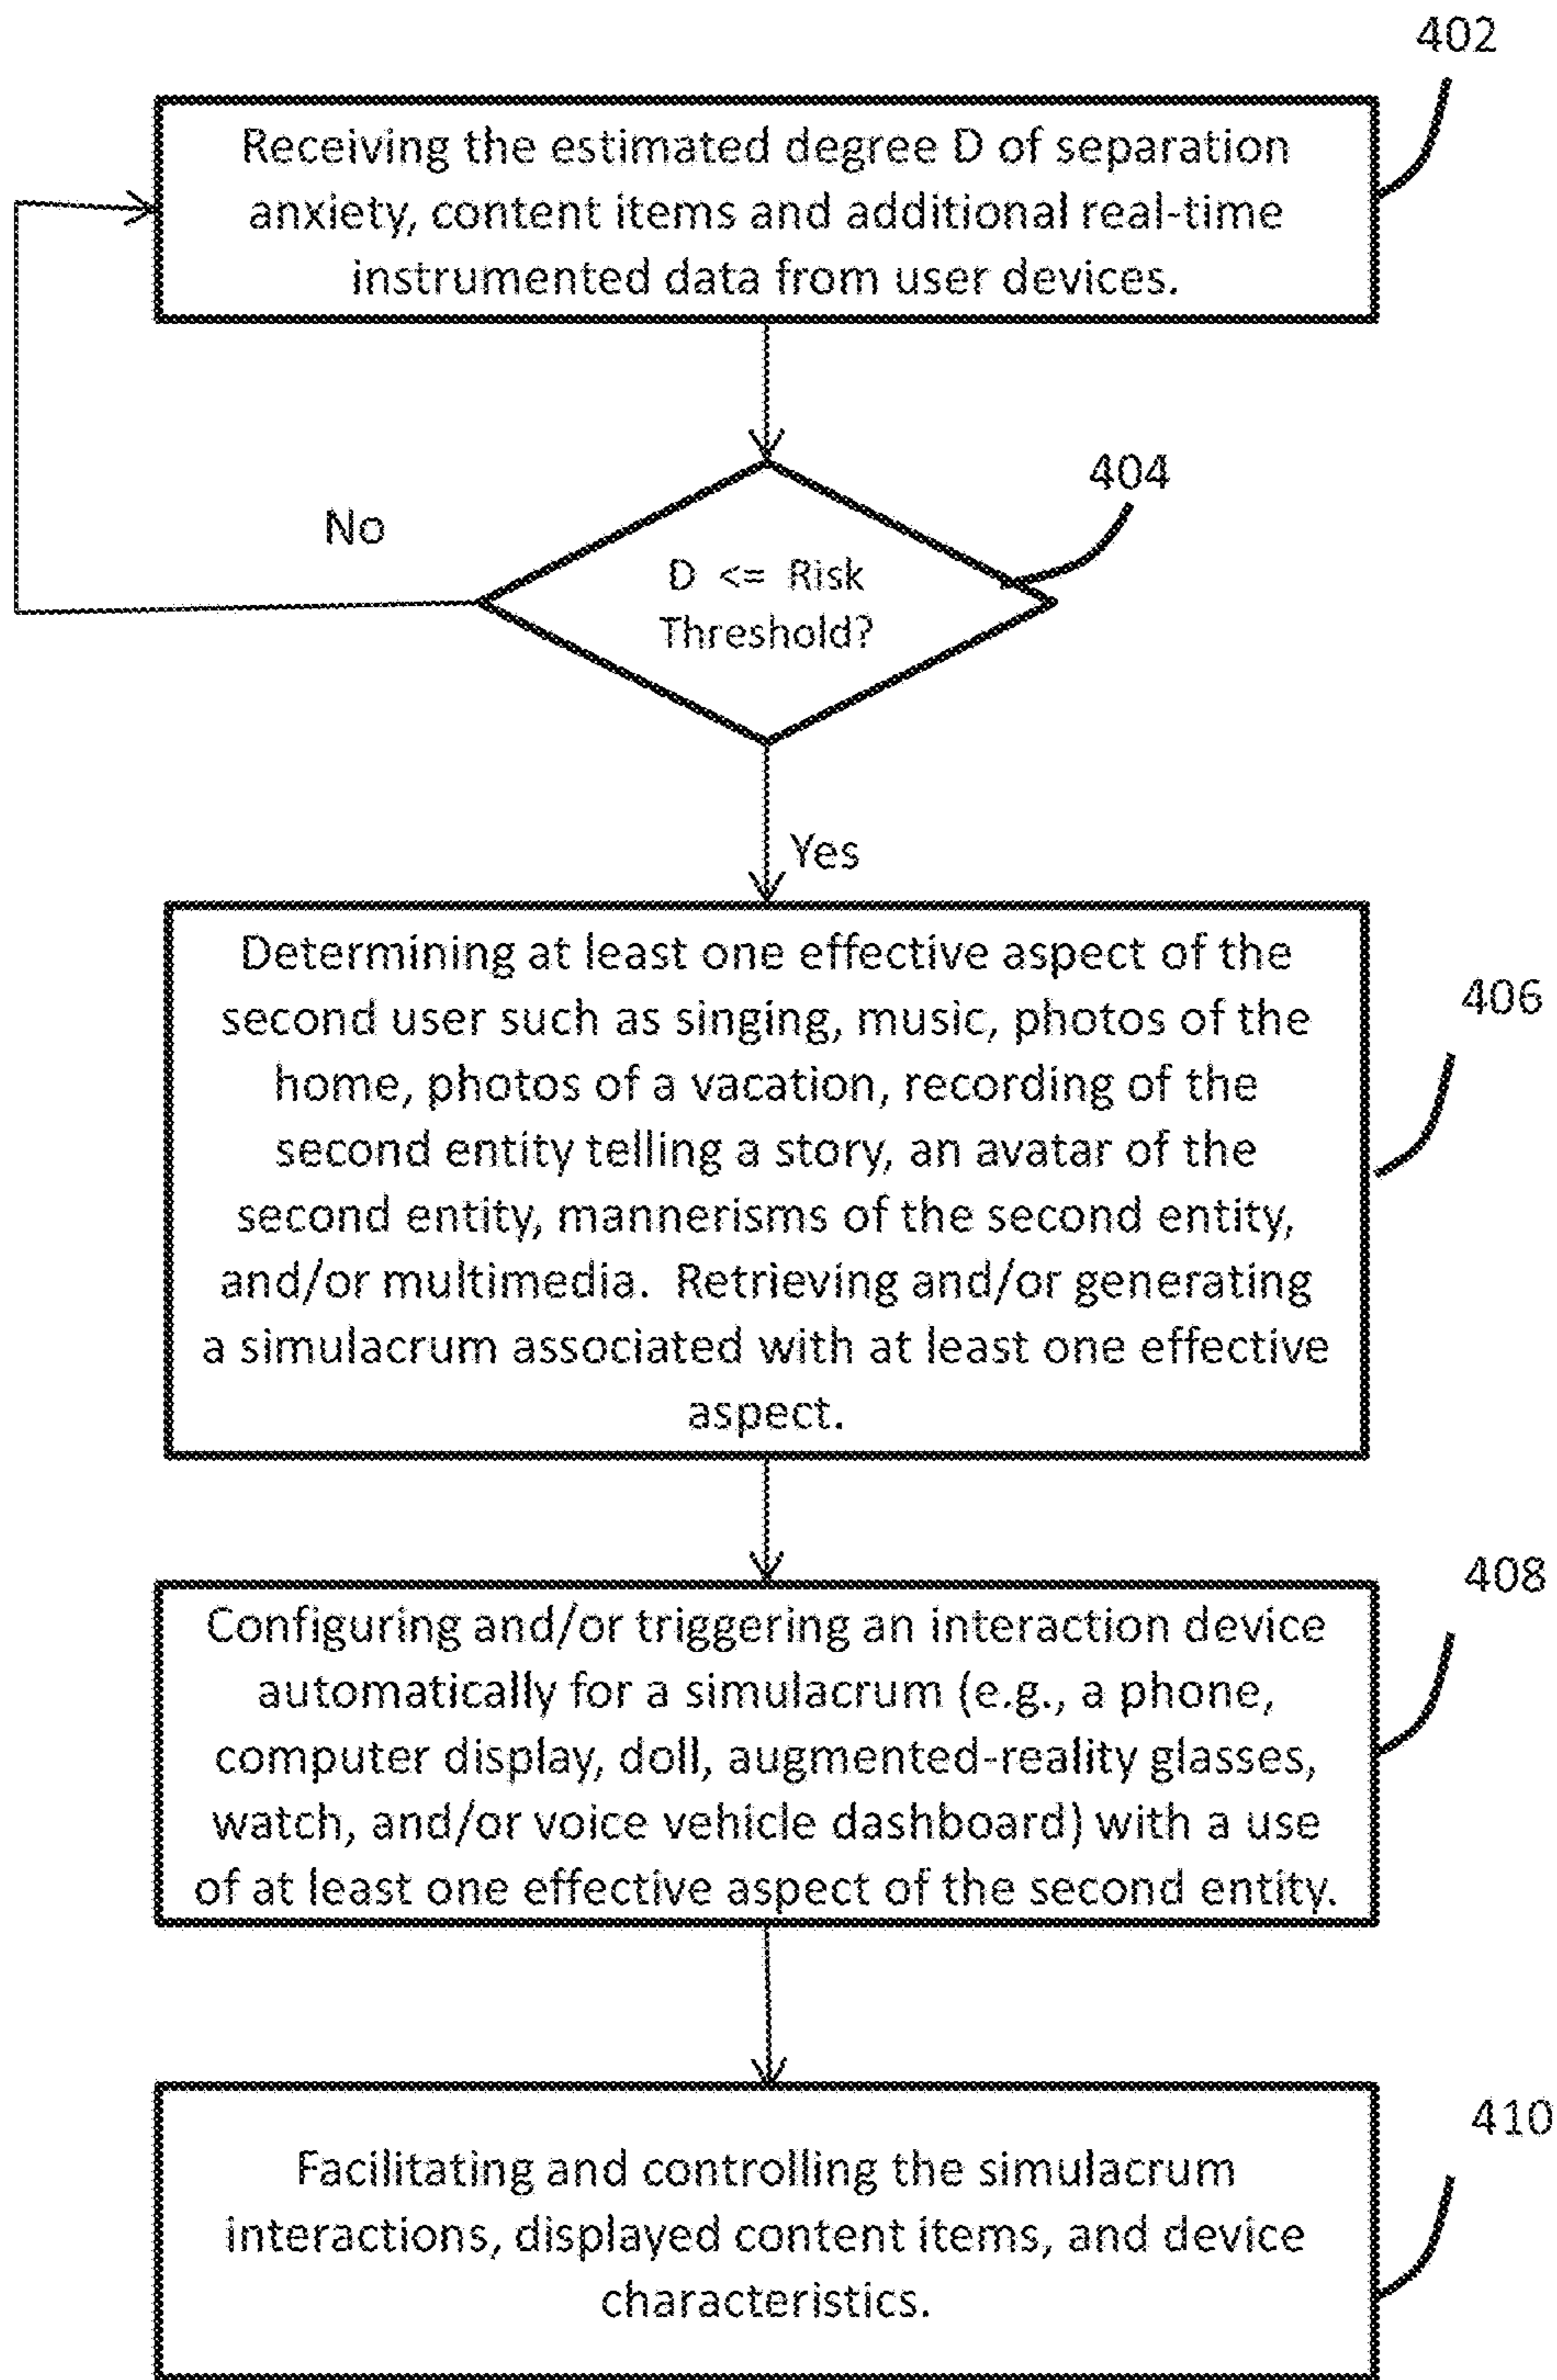 402
Receiving the estimated degree D of separation
anxiety, content items and additional real-time
instrumented data from user devices.
404
No
D <= Risk
Threshold?
Yes
Determining at least one effective aspect of the
second user such as singing, music, photos of the
home, photos of a vacation, recording of the
second entity telling a story, an avatar of the
second entity, mannerisms of the second entity,
and/or multimedia. Retrieving and/or generating
a simulacrum associated with at least one effective
aspect.
406
408
Configuring and/or triggering an interaction device
automatically for a simulacrum (e.g., a phone,
computer display, doll, augmented-reality glasses,
watch, and/or voice vehicle dashboard) with a use
of at least one effective aspect of the second entity.
410
Facilitating and controlling the simulacrum
interactions, displayed content items, and device
characteristics.